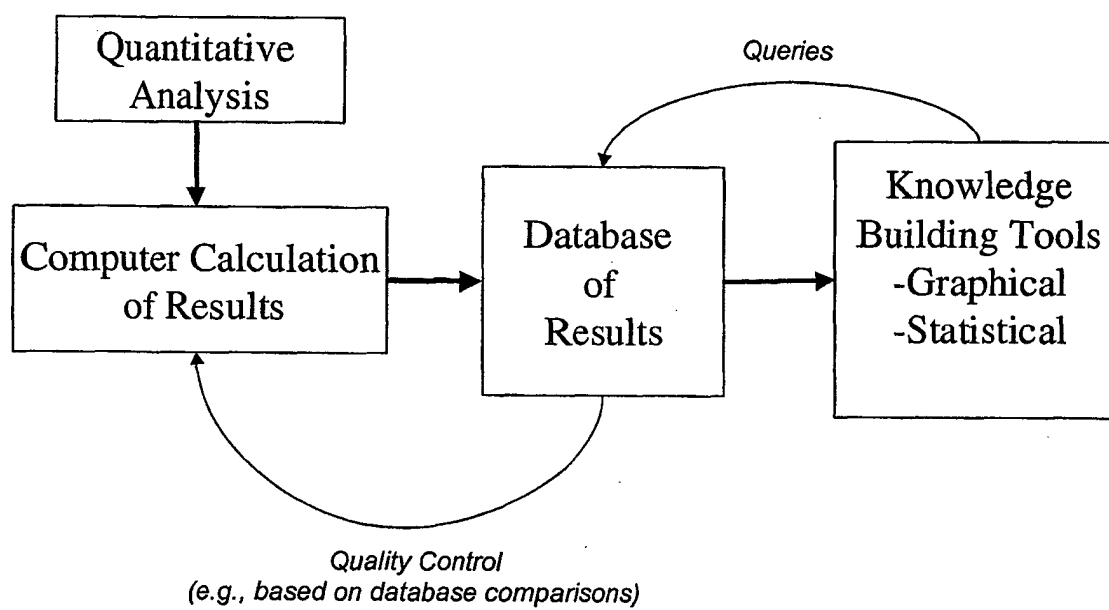 Quantitative
Analysis
Queries
Computer Calculation
of Results
Database
of
Results
Knowledge
Building Tools
-Graphical
-Statistical
Quality Control
(e.g., based on database comparisons)